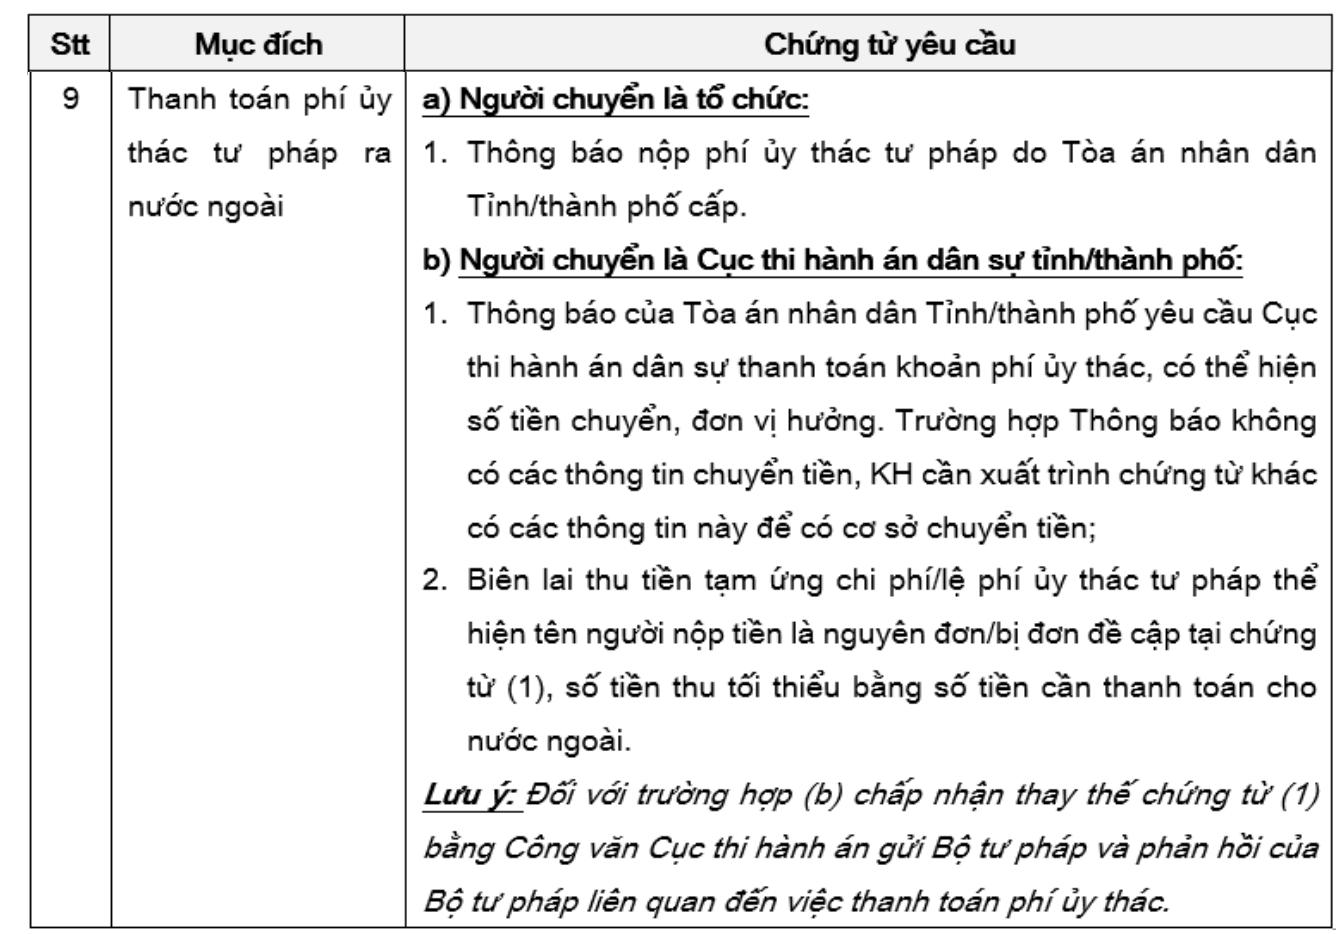 Stt Mục đích Chứng từ yêu cầu
9 Thanh toán phí ủy thác tư pháp ra nước ngoài
a) Người chuyển là tổ chức:
1. Thông báo nộp phí ủy thác tư pháp do Tòa án nhân dân
Tỉnh/thành phố cấp.
b) Người chuyển là Cục thi hành án dân sự tỉnh/thành phố:
1. Thông báo của Tòa án nhân dân Tỉnh/thành phố yêu cầu Cục
thi hành án dân sự thanh toán khoản phí ủy thác, có thể hiện
số tiền chuyển, đơn vị hưởng. Trường hợp Thông báo không
có các thông tin chuyển tiền, KH cần xuất trình chứng từ khác
có các thông tin này để có cơ sở chuyển tiền;
2. Biên lai thu tiền tạm ứng chi phí/lệ phí ủy thác tư pháp thể
hiện tên người nộp tiền là nguyên đơn/bị đơn đề cập tại chứng
từ (1), số tiền thu tối thiểu bằng số tiền cần thanh toán cho
nước ngoài.
Lưu ý: Đối với trường hợp (b) chấp nhận thay thế chứng từ (1)
bằng Công văn Cục thi hành án gửi Bộ tư pháp và phản hồi của
Bộ tư pháp liên quan đến việc thanh toán phí ủy thác.